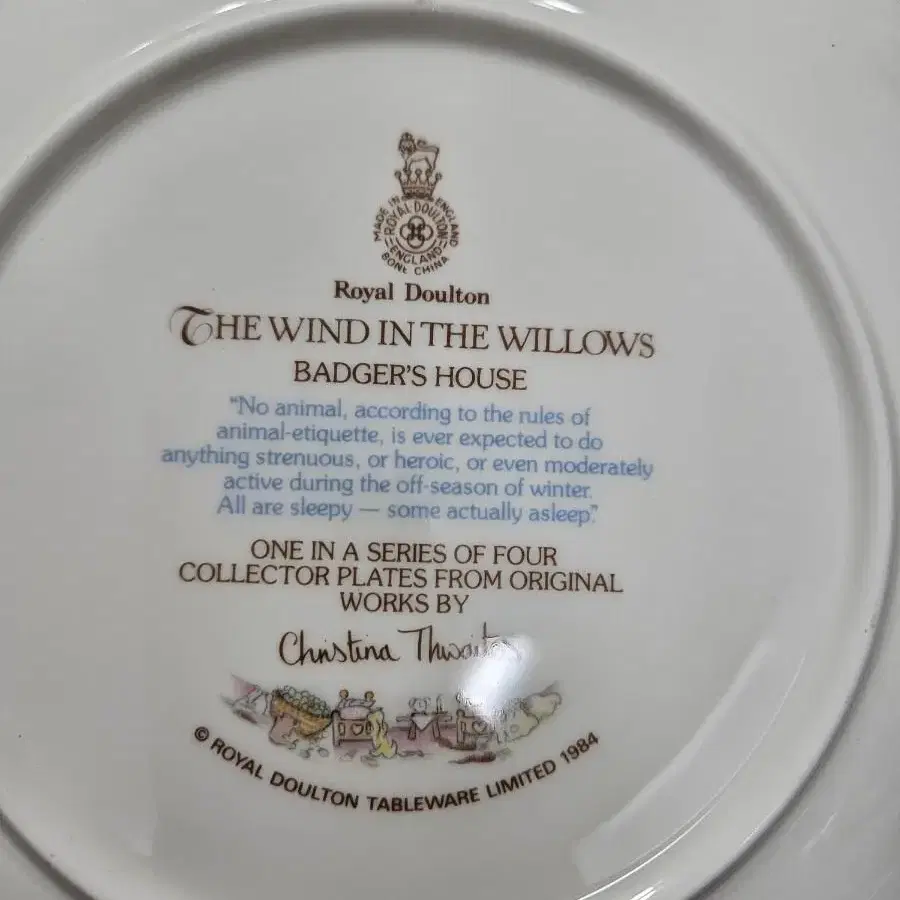 MADE IN ENGLAND
ROYAL DOULTON
ENGLAND
BONE CHINA
Royal Doulton
THE WIND IN THE WILLOWS
BADGER'S HOUSE
"No animal, according to the rules of
animal-etiquette, is ever expected to do
anything strenuous, or heroic, or even moderately
active during the off-season of winter.
All are sleepy — some actually asleep."
ONE IN A SERIES OF FOUR
COLLECTOR PLATES FROM ORIGINAL
WORKS BY
Christina
© ROYAL DOULTON TABLEWARE LIMITED 1984